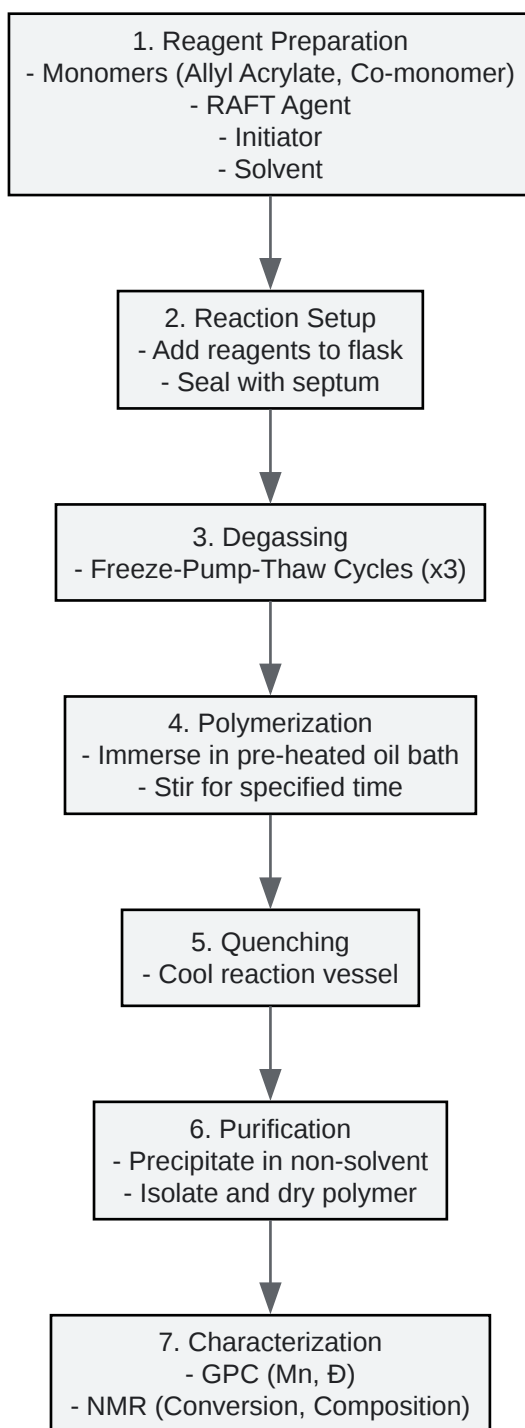 1. Reagent Preparation
- Monomers (Allyl Acrylate, Co-monomer)
- RAFT Agent
- Initiator
- Solvent
2. Reaction Setup
- Add reagents to flask
- Seal with septum
3. Degassing
- Freeze-Pump-Thaw Cycles (x3)
4. Polymerization
- Immerse in pre-heated oil bath
- Stir for specified time
5. Quenching
- Cool reaction vessel
6. Purification
- Precipitate in non-solvent
- Isolate and dry polymer
7. Characterization
- GPC (Mn, Đ)
- NMR (Conversion, Composition)